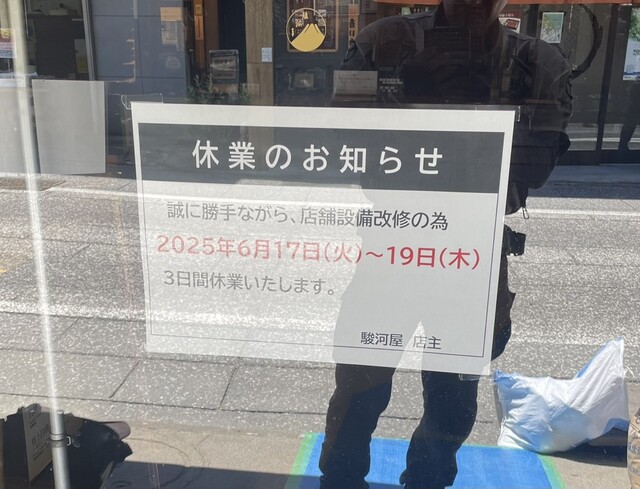 休業のお知らせ
誠に勝手ながら、店舗設備改修の為
2025年6月17日(火)～19日(木)
3日間休業いたします。
駿河屋 店主